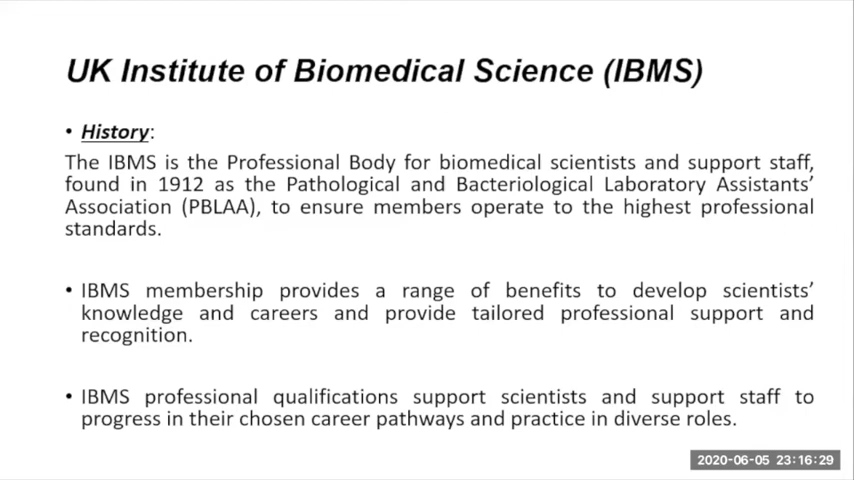 UK Institute of Biomedical Science (IBMS)
• History:
The IBMS is the Professional Body for biomedical scientists and support staff,
found in 1912 as the Pathological and Bacteriological Laboratory Assistants’
Association (PBLAA), to ensure members operate to the highest professional
standards.
• IBMS membership provides a range of benefits to develop scientists’
knowledge and careers and provide tailored professional support and
recognition.
• IBMS professional qualifications support scientists and support staff to
progress in their chosen career pathways and practice in diverse roles.
2020-06-05 23:16:29